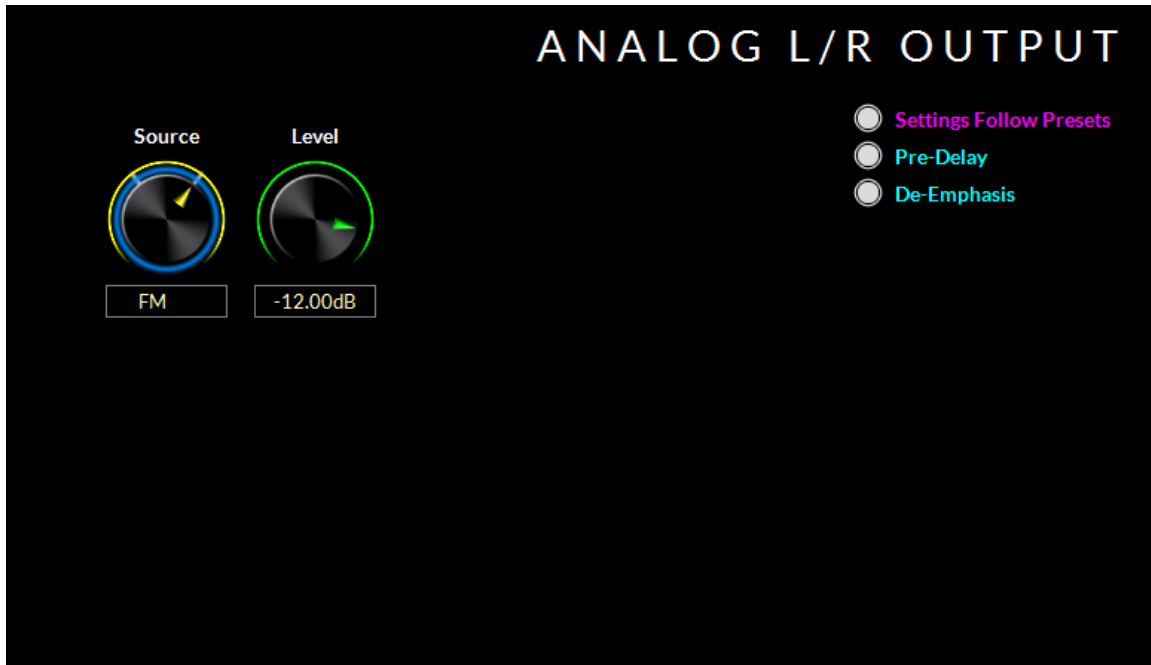 ANALOG L/R OUTPUT
Source
Level
FM
-12.00dB
Settings Follow Presets
Pre-Delay
De-Emphasis